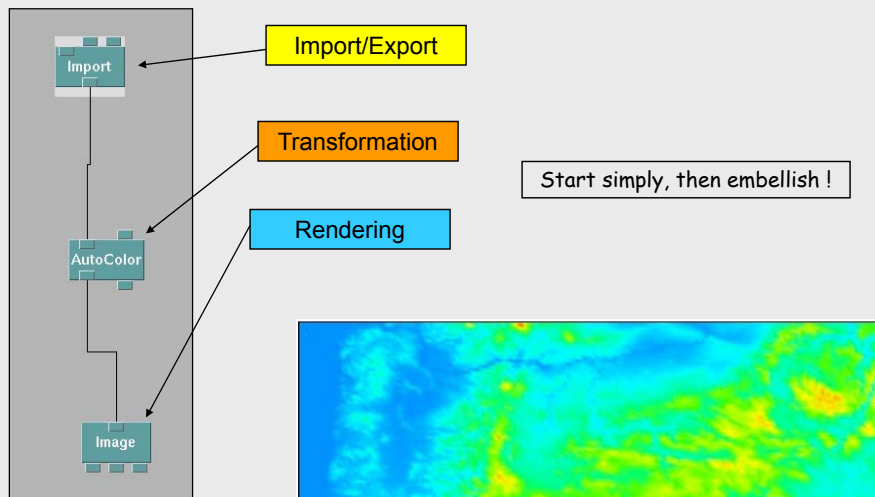 Import
Import/Export
Transformation
Start simply, then embellish !
Rendering
AutoColor
Image